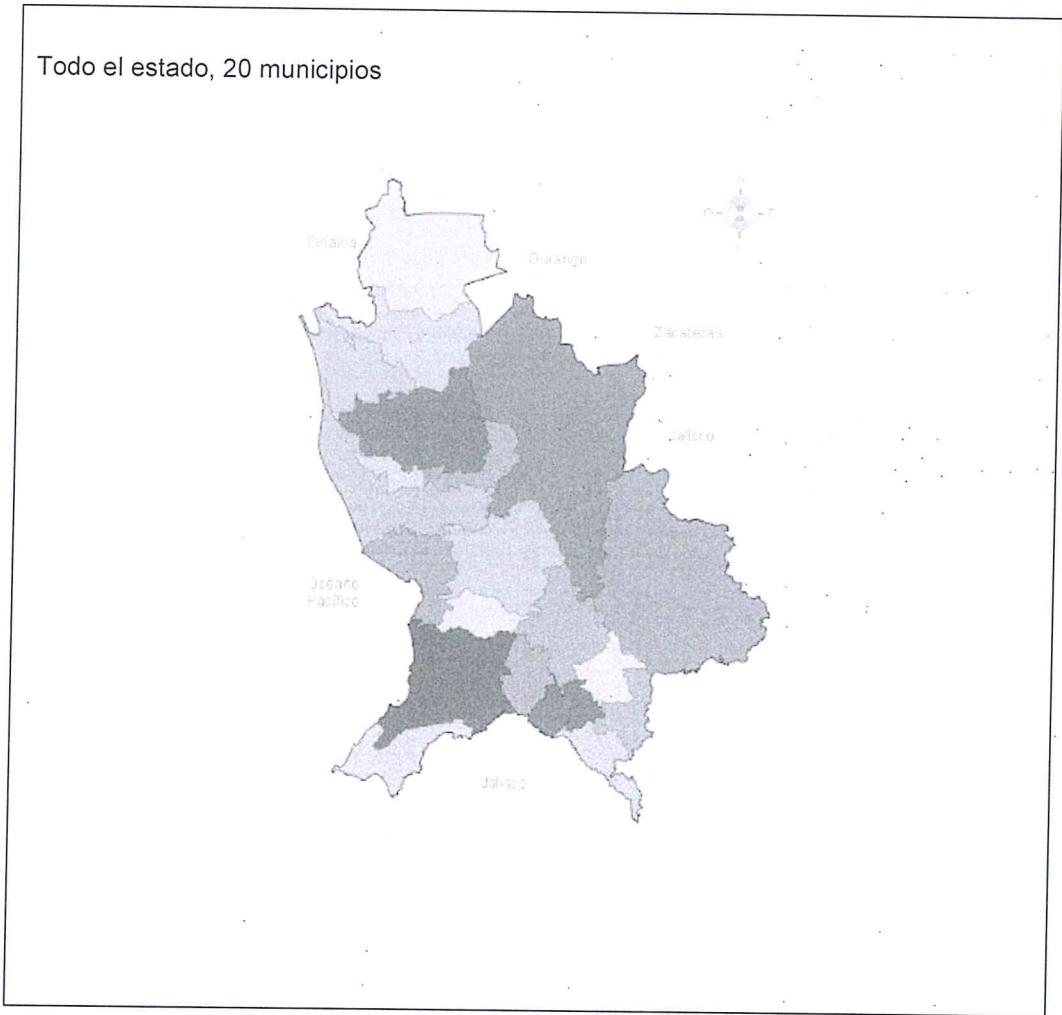 Todo el estado, 20 municipios
Sinaloa
Durango
Zacatecas
Jalisco
Océano
Pacífico
Jalisco
O
E